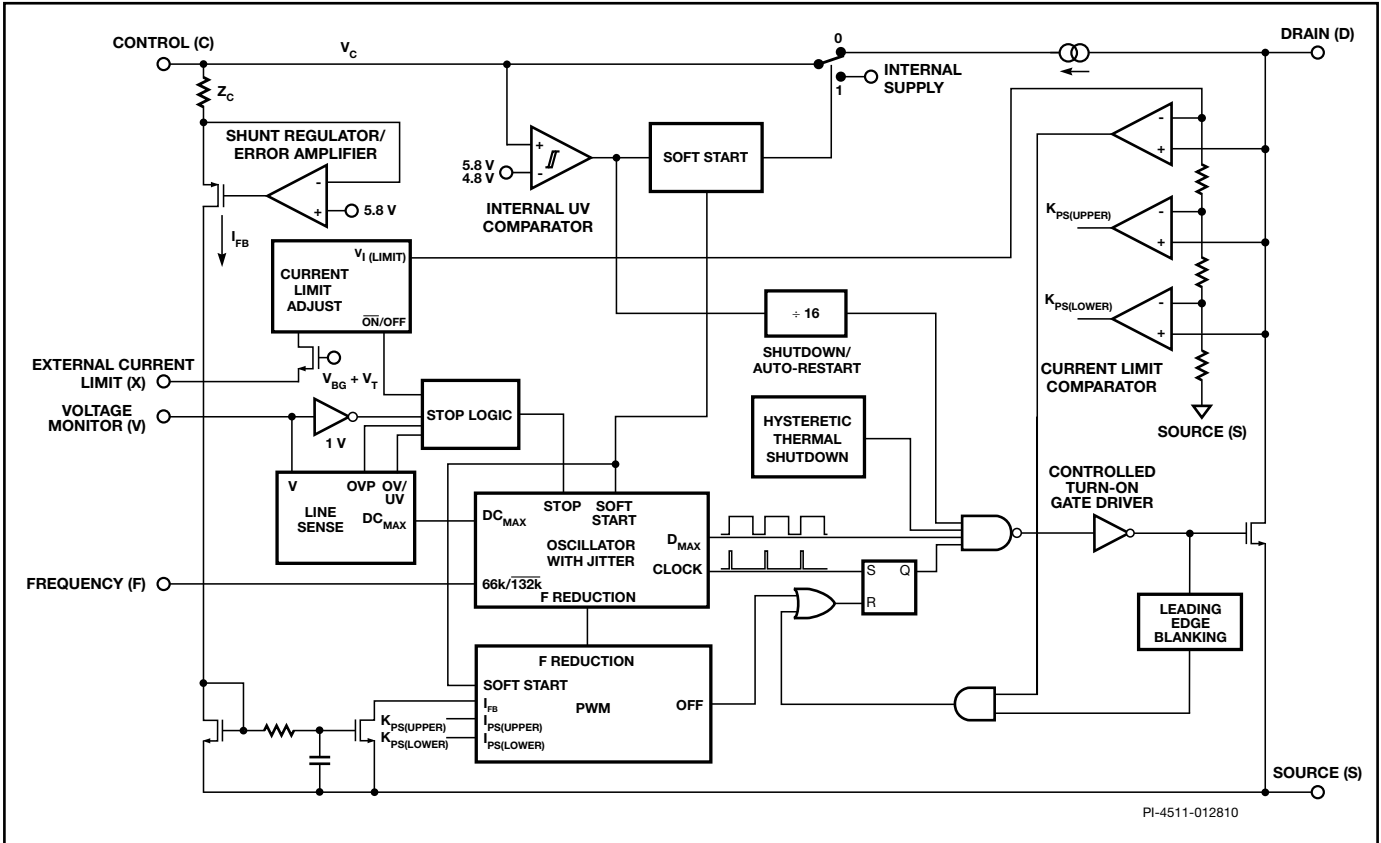 CONTROL (C)
V_C
0
1
INTERNAL
SUPPLY
DRAIN (D)
Z_C
SHUNT REGULATOR/
ERROR AMPLIFIER
-
+
5.8 V
I_FB
+
-
5.8 V
4.8 V
INTERNAL UV
COMPARATOR
SOFT START
-
+
K_PS(UPPER)
-
+
K_PS(LOWER)
-
+
CURRENT LIMIT
COMPARATOR
SOURCE (S)
V_I (LIMIT)
CURRENT
LIMIT
ADJUST
O̅N̅/OFF
V_BG + V_T
÷ 16
SHUTDOWN/
AUTO-RESTART
EXTERNAL CURRENT
LIMIT (X)
VOLTAGE
MONITOR (V)
1 V
STOP LOGIC
HYSTERETIC
THERMAL
SHUTDOWN
V
OVP
OV/
UV
LINE
SENSE
DC_MAX
STOP
SOFT
START
DC_MAX
OSCILLATOR
WITH JITTER
D_MAX
CLOCK
66k/1̅3̅2̅k̅
F REDUCTION
CONTROLLED
TURN-ON
GATE DRIVER
FREQUENCY (F)
S
Q
R
LEADING
EDGE
BLANKING
F REDUCTION
SOFT START
I_FB
PWM
OFF
K_PS(UPPER)
I_PS(UPPER)
K_PS(LOWER)
I_PS(LOWER)
SOURCE (S)
PI-4511-012810